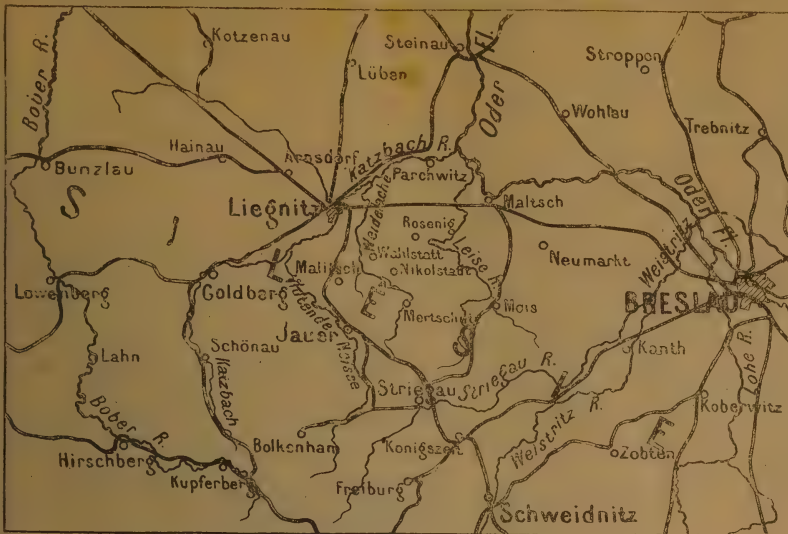 Kotzenau
Steinau
Fl.
Stroppen
Lüben
Bober R.
Oder
Wohlau
Trebnitz
Hainau
Arnsdorf
Katzbach R.
Bunzlau
Parchwitz
S
Liegnitz
Maltsch
Oder Fl.
I
Rosenig
Weistritz
Wahlstatt
Leise R.
Neumarkt
L
Malitsch
Nikolstadt
Löwenberg
Goldberg
E
BRESLAU
Mertschütz
Mois
Jauer
Schönau
Kanth
Lahn
Katzbach
Lohe R.
Striegau
Striegau R.
Bober R.
Koberwitz
Bolkenhain
Königszelt
Weistritz R.
E
Hirschberg
Zobten
Kupferberg
Freiburg
Schweidnitz